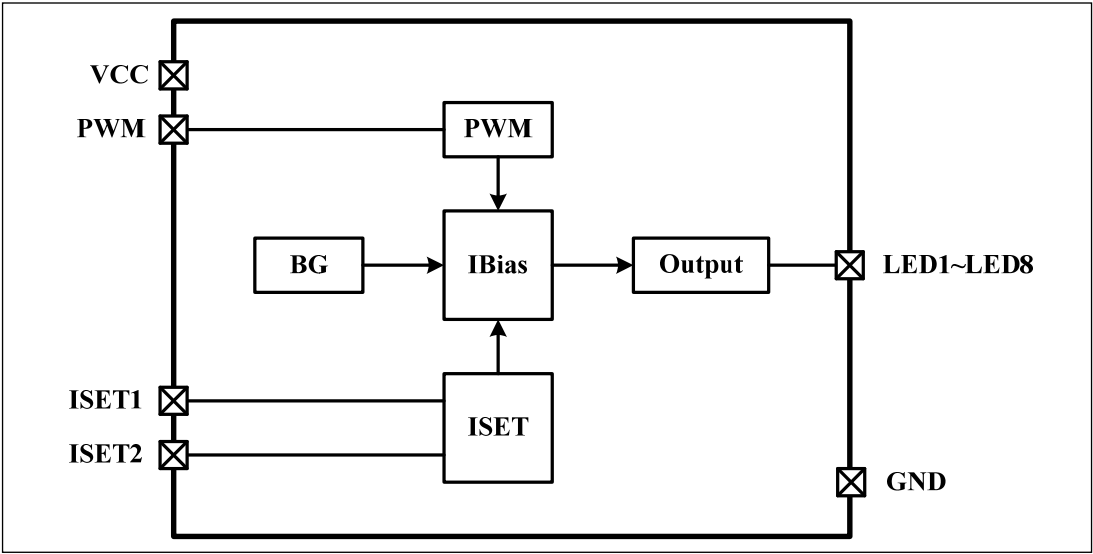 VCC
PWM
PWM
BG
IBias
Output
LED1~LED8
ISET1
ISET
ISET2
GND